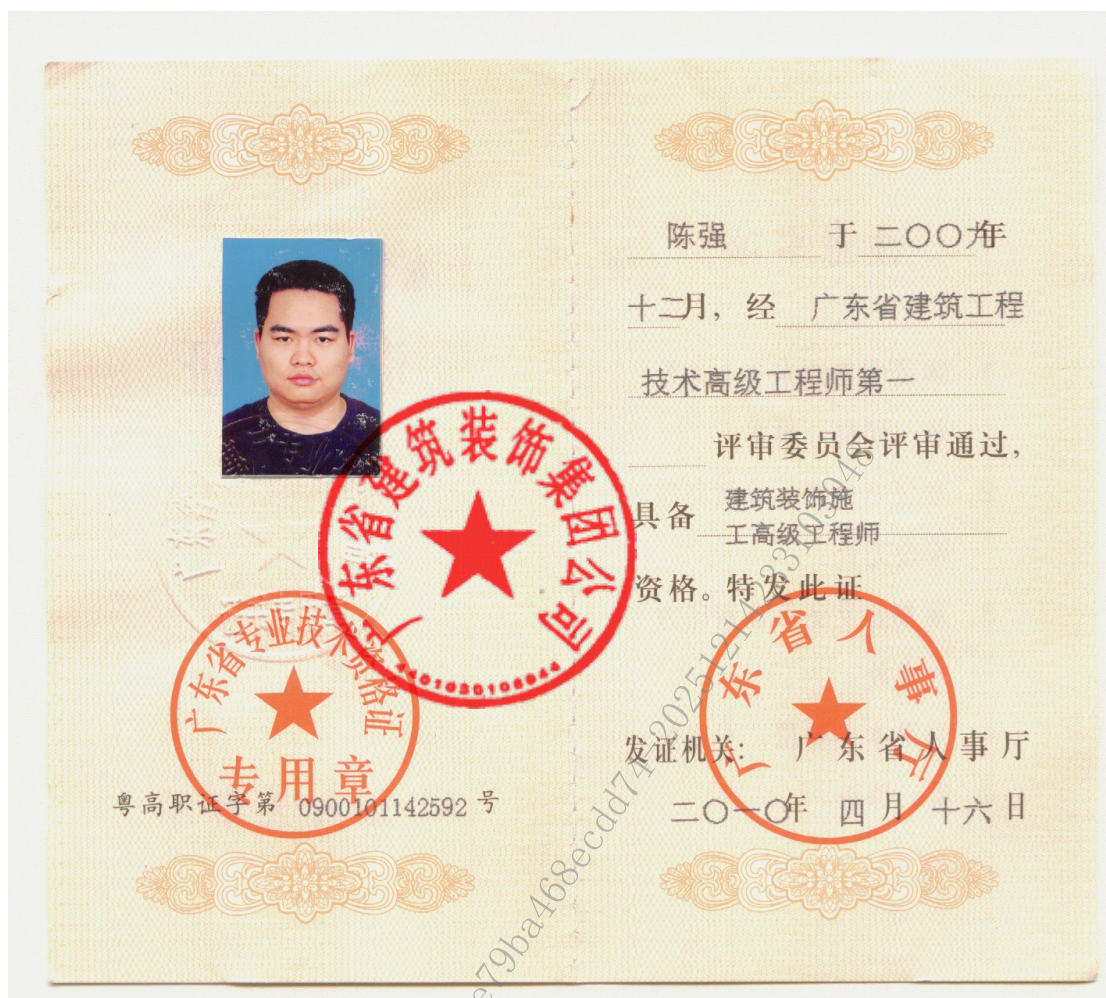 广东省专业技术资格证
专用章
粤高职证字第 0900101142592 号
广东省建筑装饰集团公司
陈强 于 二〇〇九年
十二月，经 广东省建筑工程
技术高级工程师第一
评审委员会评审通过，
具备 建筑装饰施
工高级工程师
资格。特发此证
广东省人事厅
发证机关： 广东省人事厅
二〇一〇年 四月 十六日